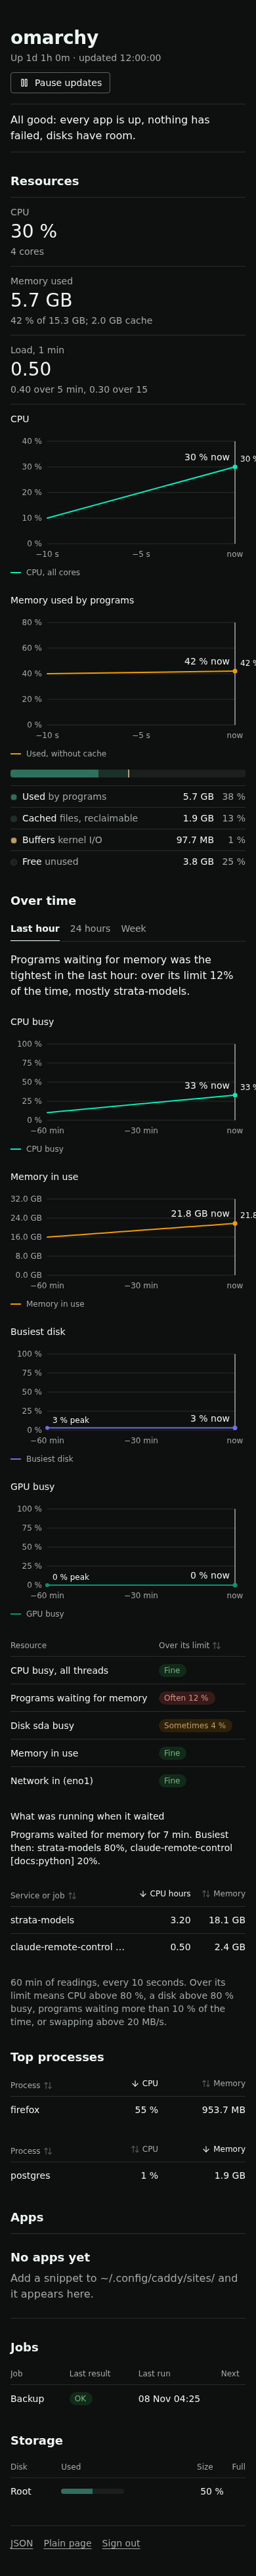 omarchy
Up 1d 1h 0m · updated 12:00:00
Pause updates
All good: every app is up, nothing has
failed, disks have room.
Resources
CPU
30 %
4 cores
Memory used
5.7 GB
42 % of 15.3 GB; 2.0 GB cache
Load, 1 min
0.50
0.40 over 5 min, 0.30 over 15
CPU
40 %
30 % now
30 %
30 %
20 %
10 %
0 %
−10 s −5 s now
CPU, all cores
Memory used by programs
80 %
60 %
42 % now
42 %
40 %
20 %
0 %
−10 s −5 s now
Used, without cache
Used by programs 5.7 GB 38 %
Cached files, reclaimable 1.9 GB 13 %
Buffers kernel I/O 97.7 MB 1 %
Free unused 3.8 GB 25 %
Over time
Last hour 24 hours Week
Programs waiting for memory was the
tightest in the last hour: over its limit 12%
of the time, mostly strata-models.
CPU busy
100 %
75 %
50 %
33 % now
33 %
25 %
0 %
−60 min −30 min now
CPU busy
Memory in use
32.0 GB
24.0 GB
21.8 GB now
21.8
16.0 GB
8.0 GB
0.0 GB
−60 min −30 min now
Memory in use
Busiest disk
100 %
75 %
50 %
25 %
3 % peak 3 % now
0 %
−60 min −30 min now
Busiest disk
GPU busy
100 %
75 %
50 %
25 %
0 % peak 0 % now
0 %
−60 min −30 min now
GPU busy
Resource Over its limit
CPU busy, all threads Fine
Programs waiting for memory Often 12 %
Disk sda busy Sometimes 4 %
Memory in use Fine
Network in (eno1) Fine
What was running when it waited
Programs waited for memory for 7 min. Busiest
then: strata-models 80%, claude-remote-control
[docs:python] 20%.
Service or job CPU hours Memory
strata-models 3.20 18.1 GB
claude-remote-control … 0.50 2.4 GB
60 min of readings, every 10 seconds. Over its
limit means CPU above 80 %, a disk above 80 %
busy, programs waiting more than 10 % of the
time, or swapping above 20 MB/s.
Top processes
Process CPU Memory
firefox 55 % 953.7 MB
Process CPU Memory
postgres 1 % 1.9 GB
Apps
No apps yet
Add a snippet to ~/.config/caddy/sites/ and
it appears here.
Jobs
Job Last result Last run Next
Backup OK 08 Nov 04:25
Storage
Disk Used Size Full
Root 50 %
JSON Plain page Sign out